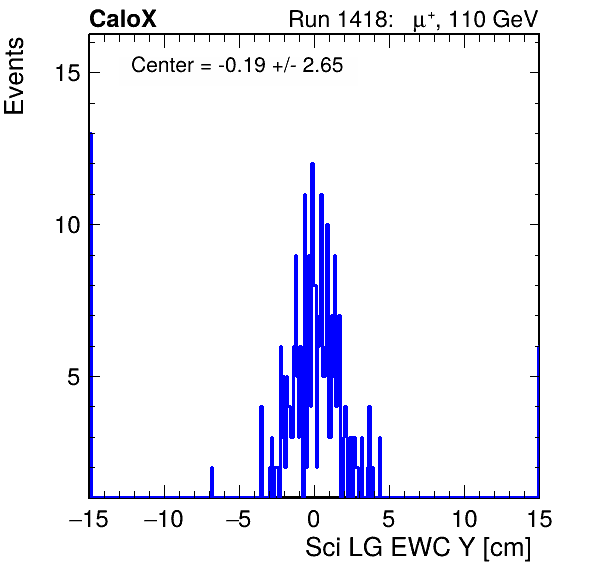 CaloX Run 1418: μ⁺, 110 GeV
Events
Center = -0.19 +/- 2.65
15
10
5
−15 −10 −5 0 5 10 15
Sci LG EWC Y [cm]